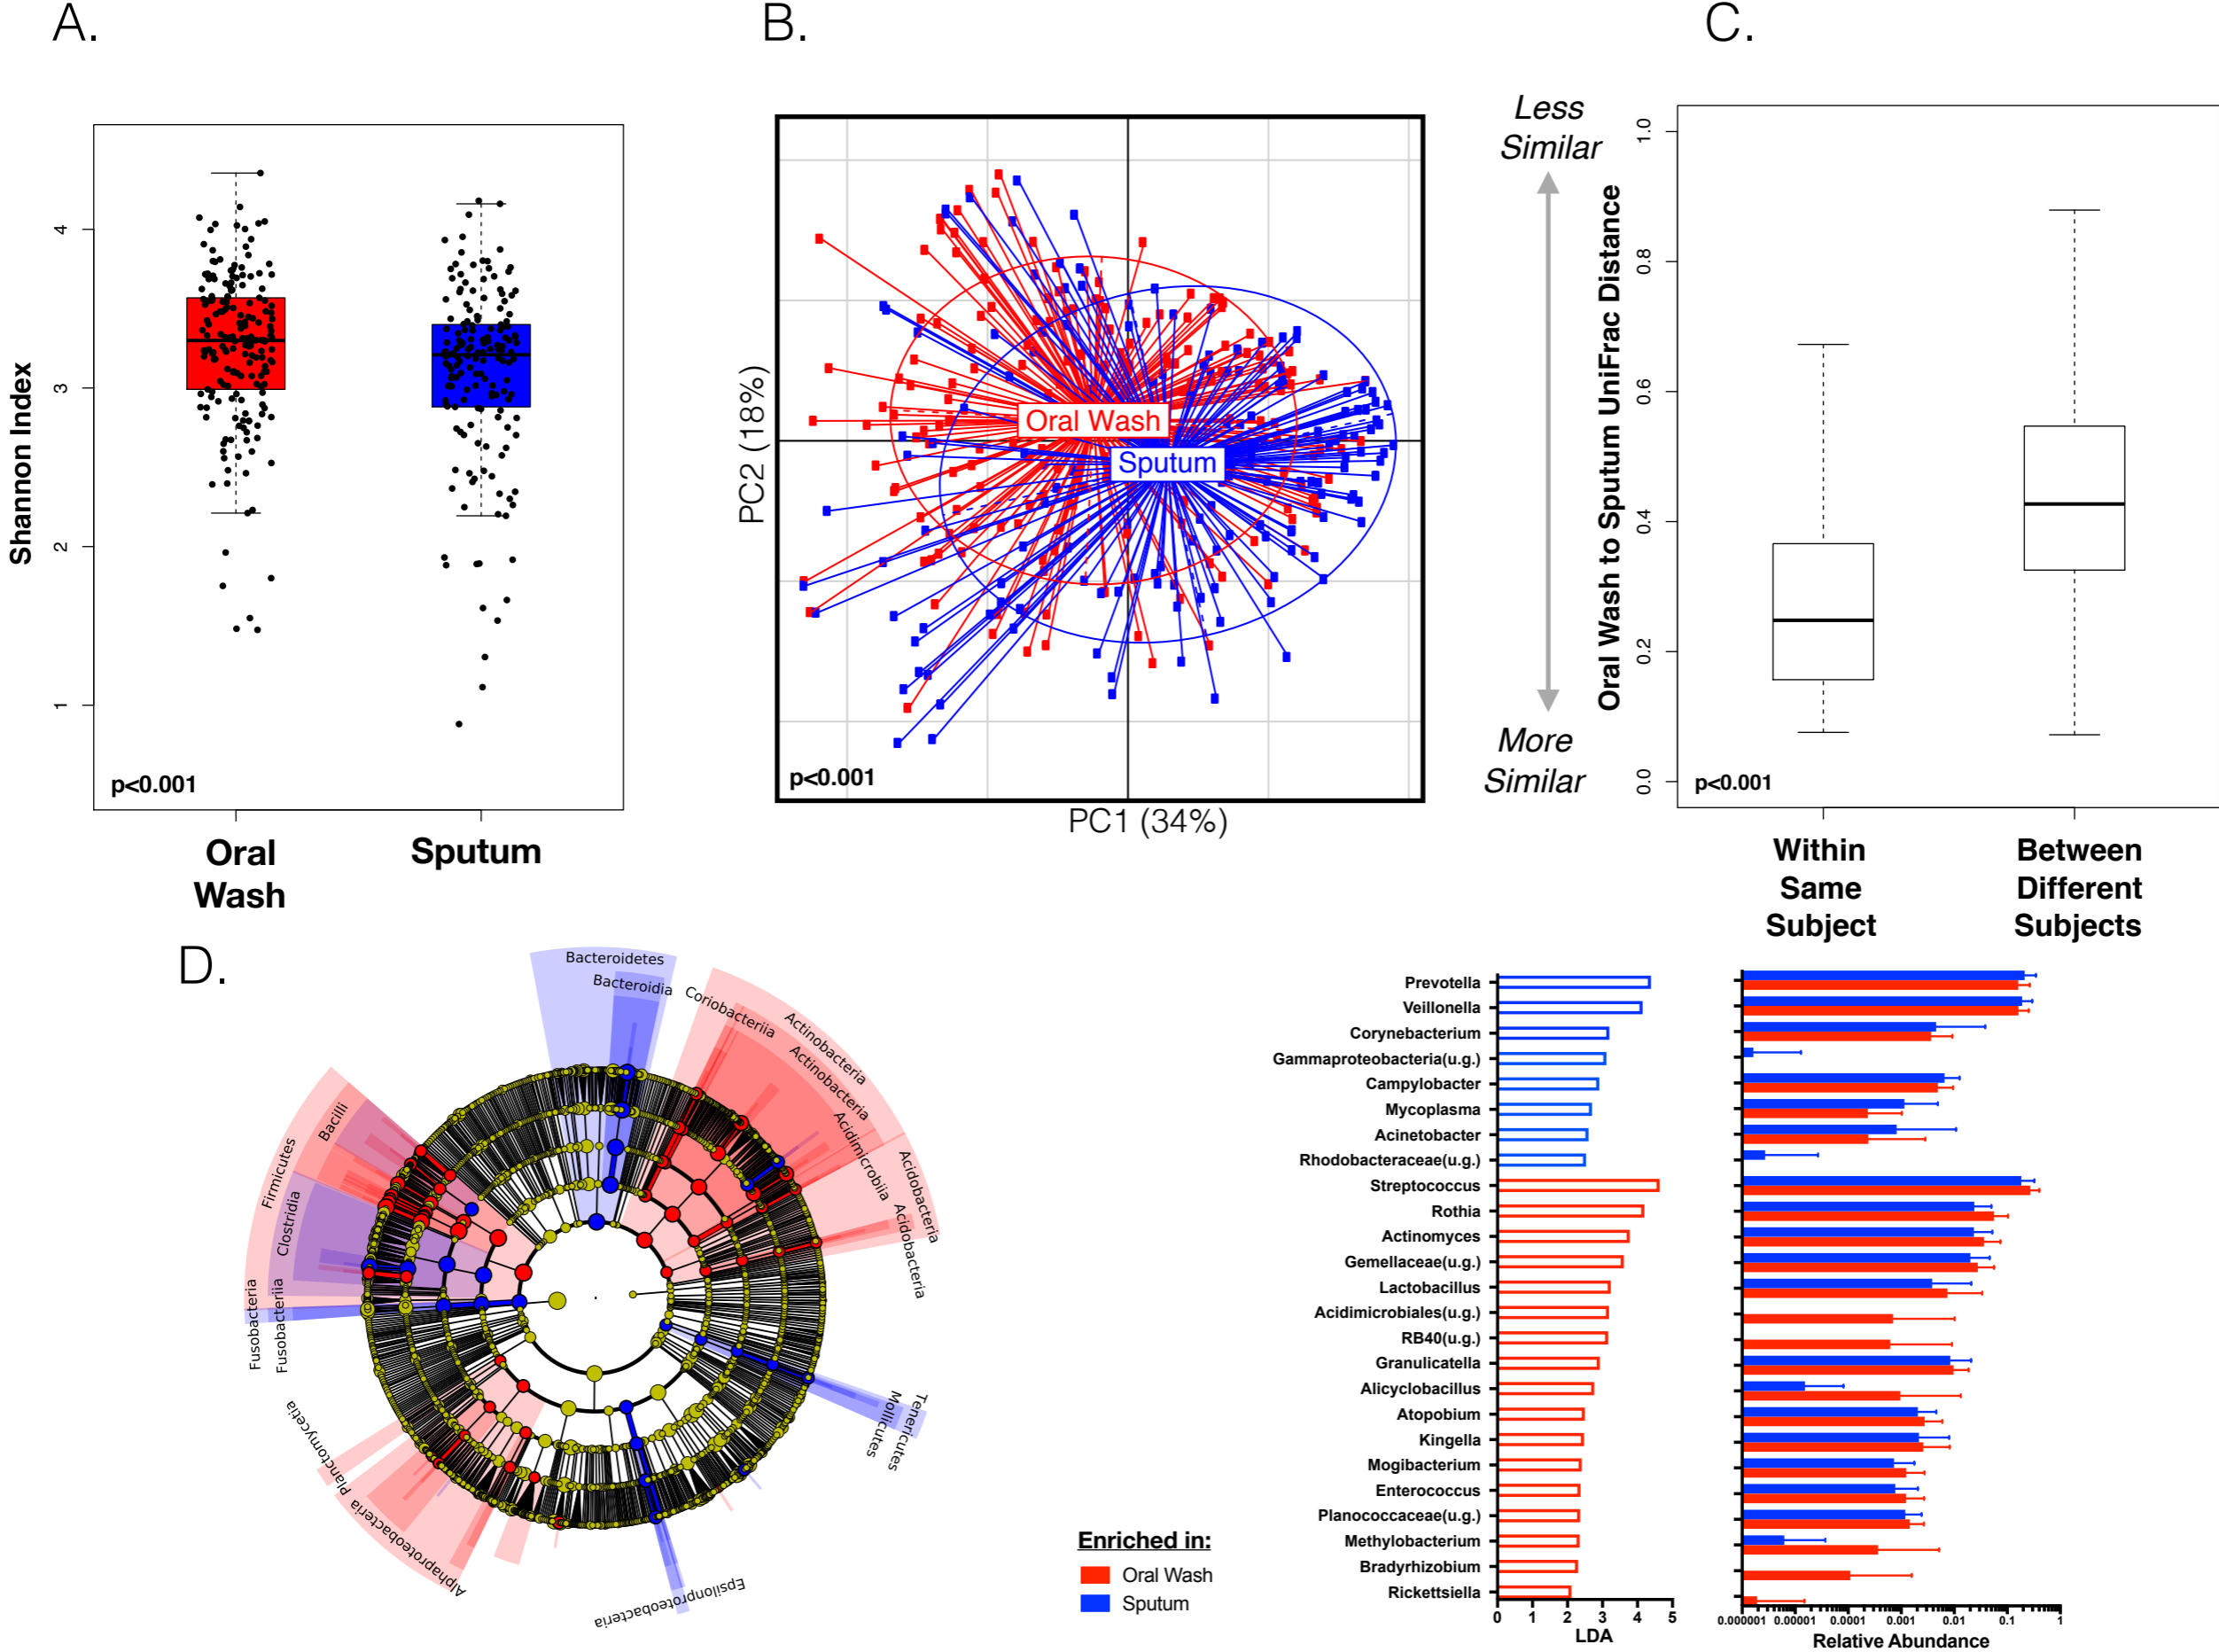 A.
B.
C.
Shannon Index
4
3
2
1
p<0.001
Oral
Wash
Sputum
PC2 (18%)
Oral Wash
Sputum
p<0.001
PC1 (34%)
Less
Similar
More
Similar
Oral Wash to Sputum UniFrac Distance
1.0
0.8
0.6
0.4
0.2
0.0
p<0.001
Within
Same
Subject
Between
Different
Subjects
D.
Bacteroidetes
Bacteroidia
Coriobacteriia
Actinobacteria
Actinobacteria
Acidimicrobiia
Acidobacteria
Acidobacteria
Bacilli
Firmicutes
Clostridia
Fusobacteria
Fusobacteriia
Planctomycetia
Alphaproteobacteria
Epsilonproteobacteria
Tenericutes
Mollicutes
Enriched in:
Oral Wash
Sputum
Prevotella
Veillonella
Corynebacterium
Gammaproteobacteria(u.g.)
Campylobacter
Mycoplasma
Acinetobacter
Rhodobacteraceae(u.g.)
Streptococcus
Rothia
Actinomyces
Gemellaceae(u.g.)
Lactobacillus
Acidimicrobiales(u.g.)
RB40(u.g.)
Granulicatella
Alicyclobacillus
Atopobium
Kingella
Mogibacterium
Enterococcus
Planococcaceae(u.g.)
Methylobacterium
Bradyrhizobium
Rickettsiella
0 1 2 3 4 5
LDA
0.000001 0.00001 0.0001 0.001 0.01 0.1 1
Relative Abundance